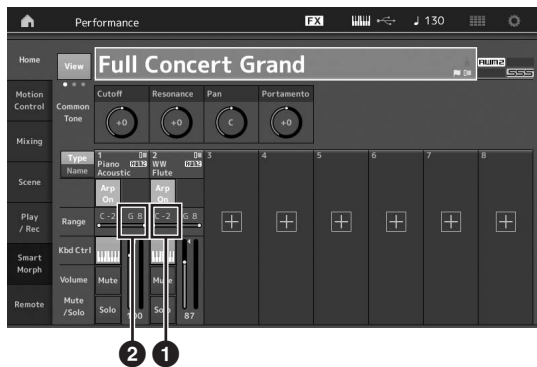 Performance FX 130
Home View Full Concert Grand AWM2
Motion Control
Common Tone
Cutoff Resonance Pan Portamento
+0 +0 C +0
Mixing
Type 1 2 3 4 5 6 7 8
Name Piano AWM2 WW AWM2
Acoustic Flute
Scene
Arp On Arp On
Play / Rec
Range C -2 G 8 C -2 G 8
Kbd Ctrl
Smart Morph
Volume Mute Mute
Remote
Mute /Solo Solo 100 Solo 87
2 1